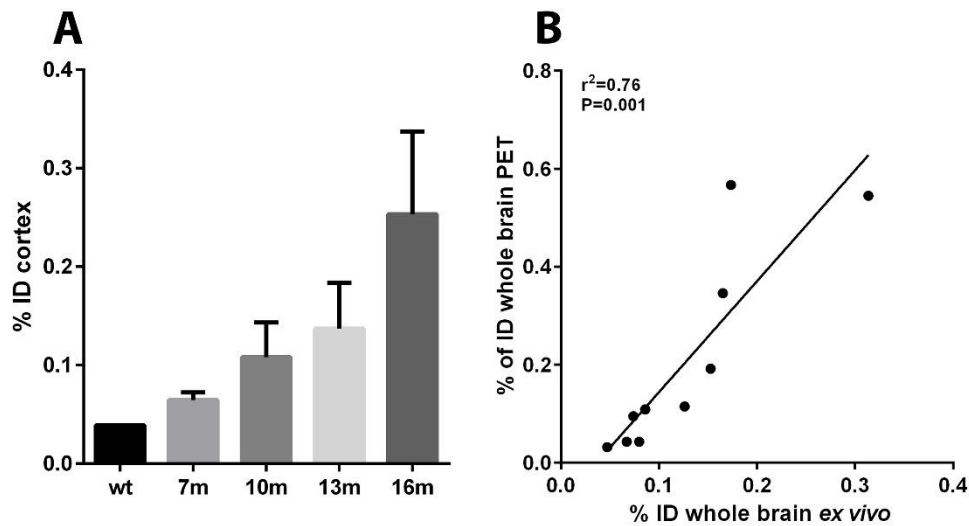 A
% ID cortex
0.4
0.3
0.2
0.1
0.0
wt 7m 10m 13m 16m
B
r²=0.76
P=0.001
% of ID whole brain PET
0.8
0.6
0.4
0.2
0.0
0.0 0.1 0.2 0.3 0.4
% ID whole brain ex vivo